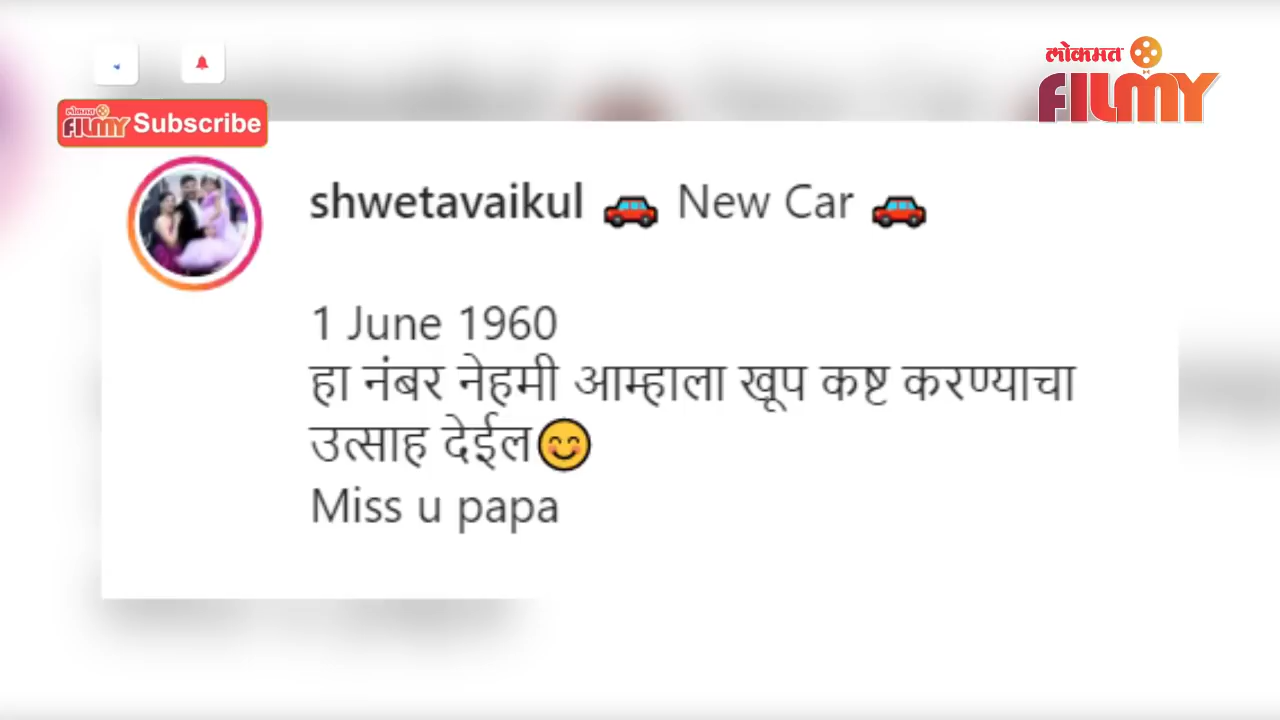 लोकमत
FILMY
लोकमत
FILMY Subscribe
shwetavaikul 🚗 New Car 🚗
1 June 1960
हा नंबर नेहमी आम्हाला खूप कष्ट करण्याचा
उत्साह देईल😊
Miss u papa